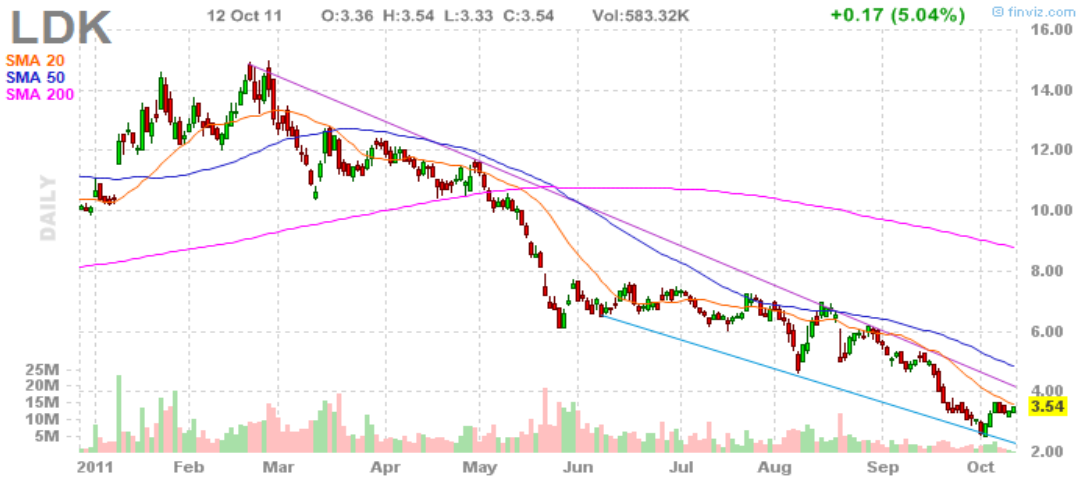 LDK
12 Oct 11 O:3.36 H:3.54 L:3.33 C:3.54 Vol:583.32K +0.17 (5.04%) © finviz.com
SMA 20
SMA 50
SMA 200
DAILY
16.00
14.00
12.00
10.00
8.00
6.00
4.00
3.54
2.00
25M
20M
15M
10M
5M
2011 Feb Mar Apr May Jun Jul Aug Sep Oct